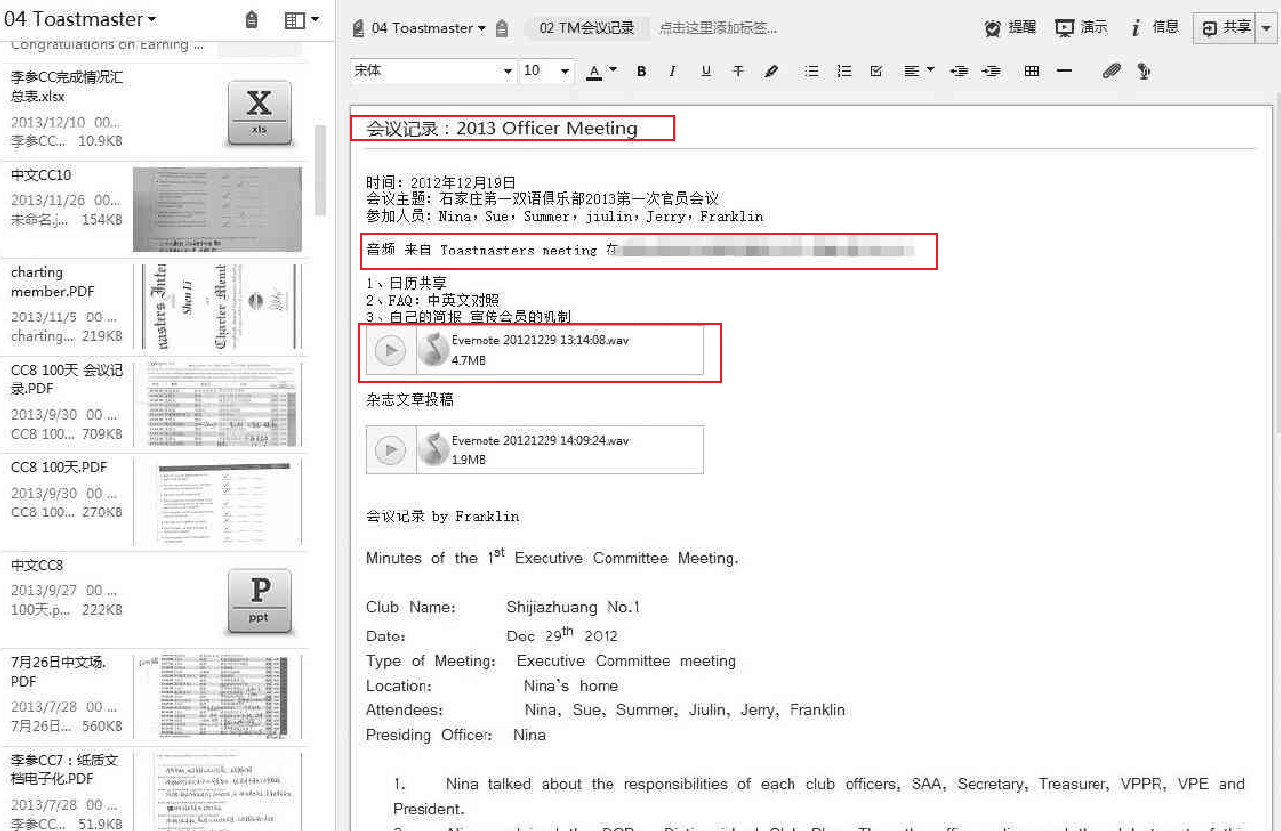 04 Toastmaster
Congratulations on Earning ...
李参CC完成情况汇
总表.xlsx
2013/12/10 00...
李参CC... 10.9KB
xls
中文CC10
2013/11/26 00...
未命名.j... 154KB
charting
member.PDF
2013/11/5 00 ...
charting... 219KB
CC8 100天 会议记
录.PDF
2013/9/30 00 ...
CC8 100... 709KB
CC8 100天.PDF
2013/9/30 00 ...
CC8 100... 270KB
中文CC8
2013/9/27 00 ...
100天.p... 222KB
P
ppt
7月26日中文场.
PDF
2013/7/28 00 ...
7月26日... 560KB
李参CC7：纸质文
档电子化.PDF
2013/7/28 00 ...
李参CC... 51.9KB
04 Toastmaster 02 TM会议记录 点击这里添加标签...
提醒 演示 信息 共享
宋体 10 A B I U
会议记录：2013 Officer Meeting
时间：2012年12月19日
会议主题：石家庄第一双语俱乐部2013第一次官员会议
参加人员：Nina，Sue，Summer，jiulin，Jerry，Franklin
音频 来自 Toastmasters meeting 在
1、日历共享
2、FAQ：中英文对照
3、自己的简报 宣传会员的机制
Evernote 20121229 13:14:08.wav
4.7MB
杂志文章投稿
Evernote 20121229 14:09:24.wav
1.9MB
会议记录 by Franklin
Minutes of the 1st Executive Committee Meeting.
Club Name: Shijiazhuang No.1
Date: Dec 29th 2012
Type of Meeting: Executive Committee meeting
Location: Nina's home
Attendees: Nina, Sue, Summer, Jiulin, Jerry, Franklin
Presiding Officer: Nina
1. Nina talked about the responsibilities of each club officers, SAA, Secretary, Treasurer, VPPR, VPE and
President.